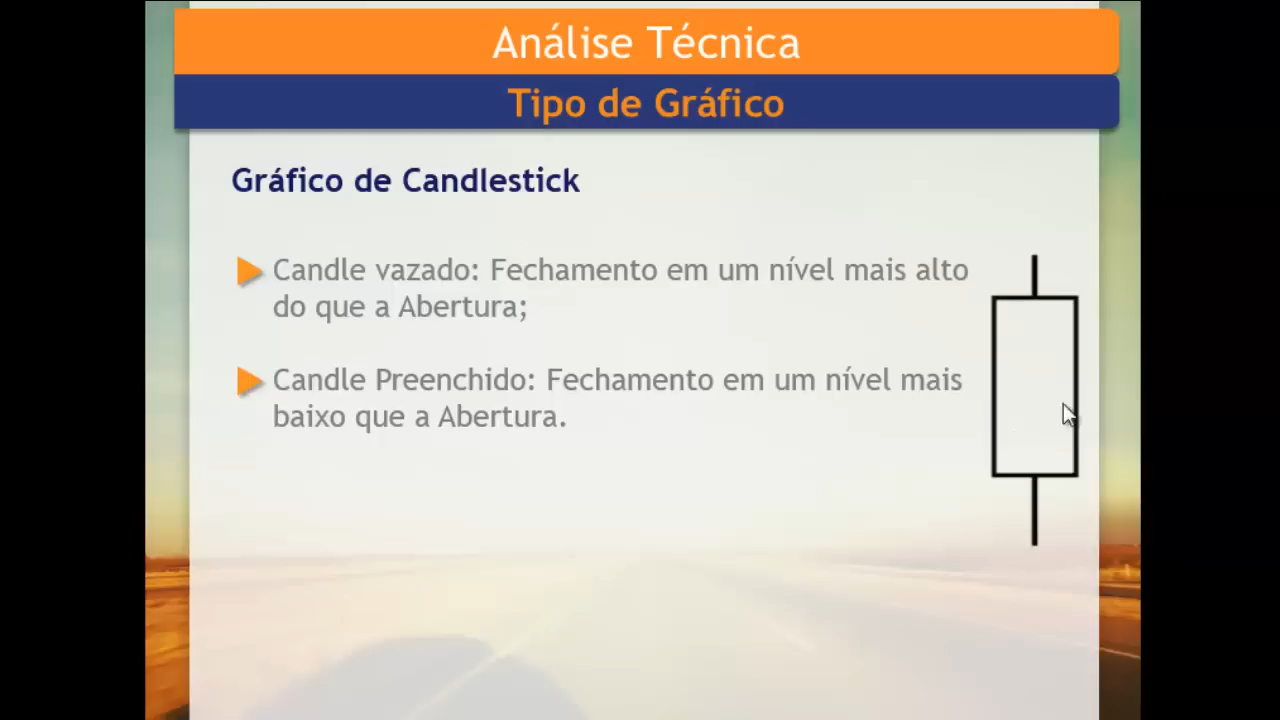 Análise Técnica
Tipo de Gráfico
Gráfico de Candlestick
Candle vazado: Fechamento em um nível mais alto
do que a Abertura;
Candle Preenchido: Fechamento em um nível mais
baixo que a Abertura.